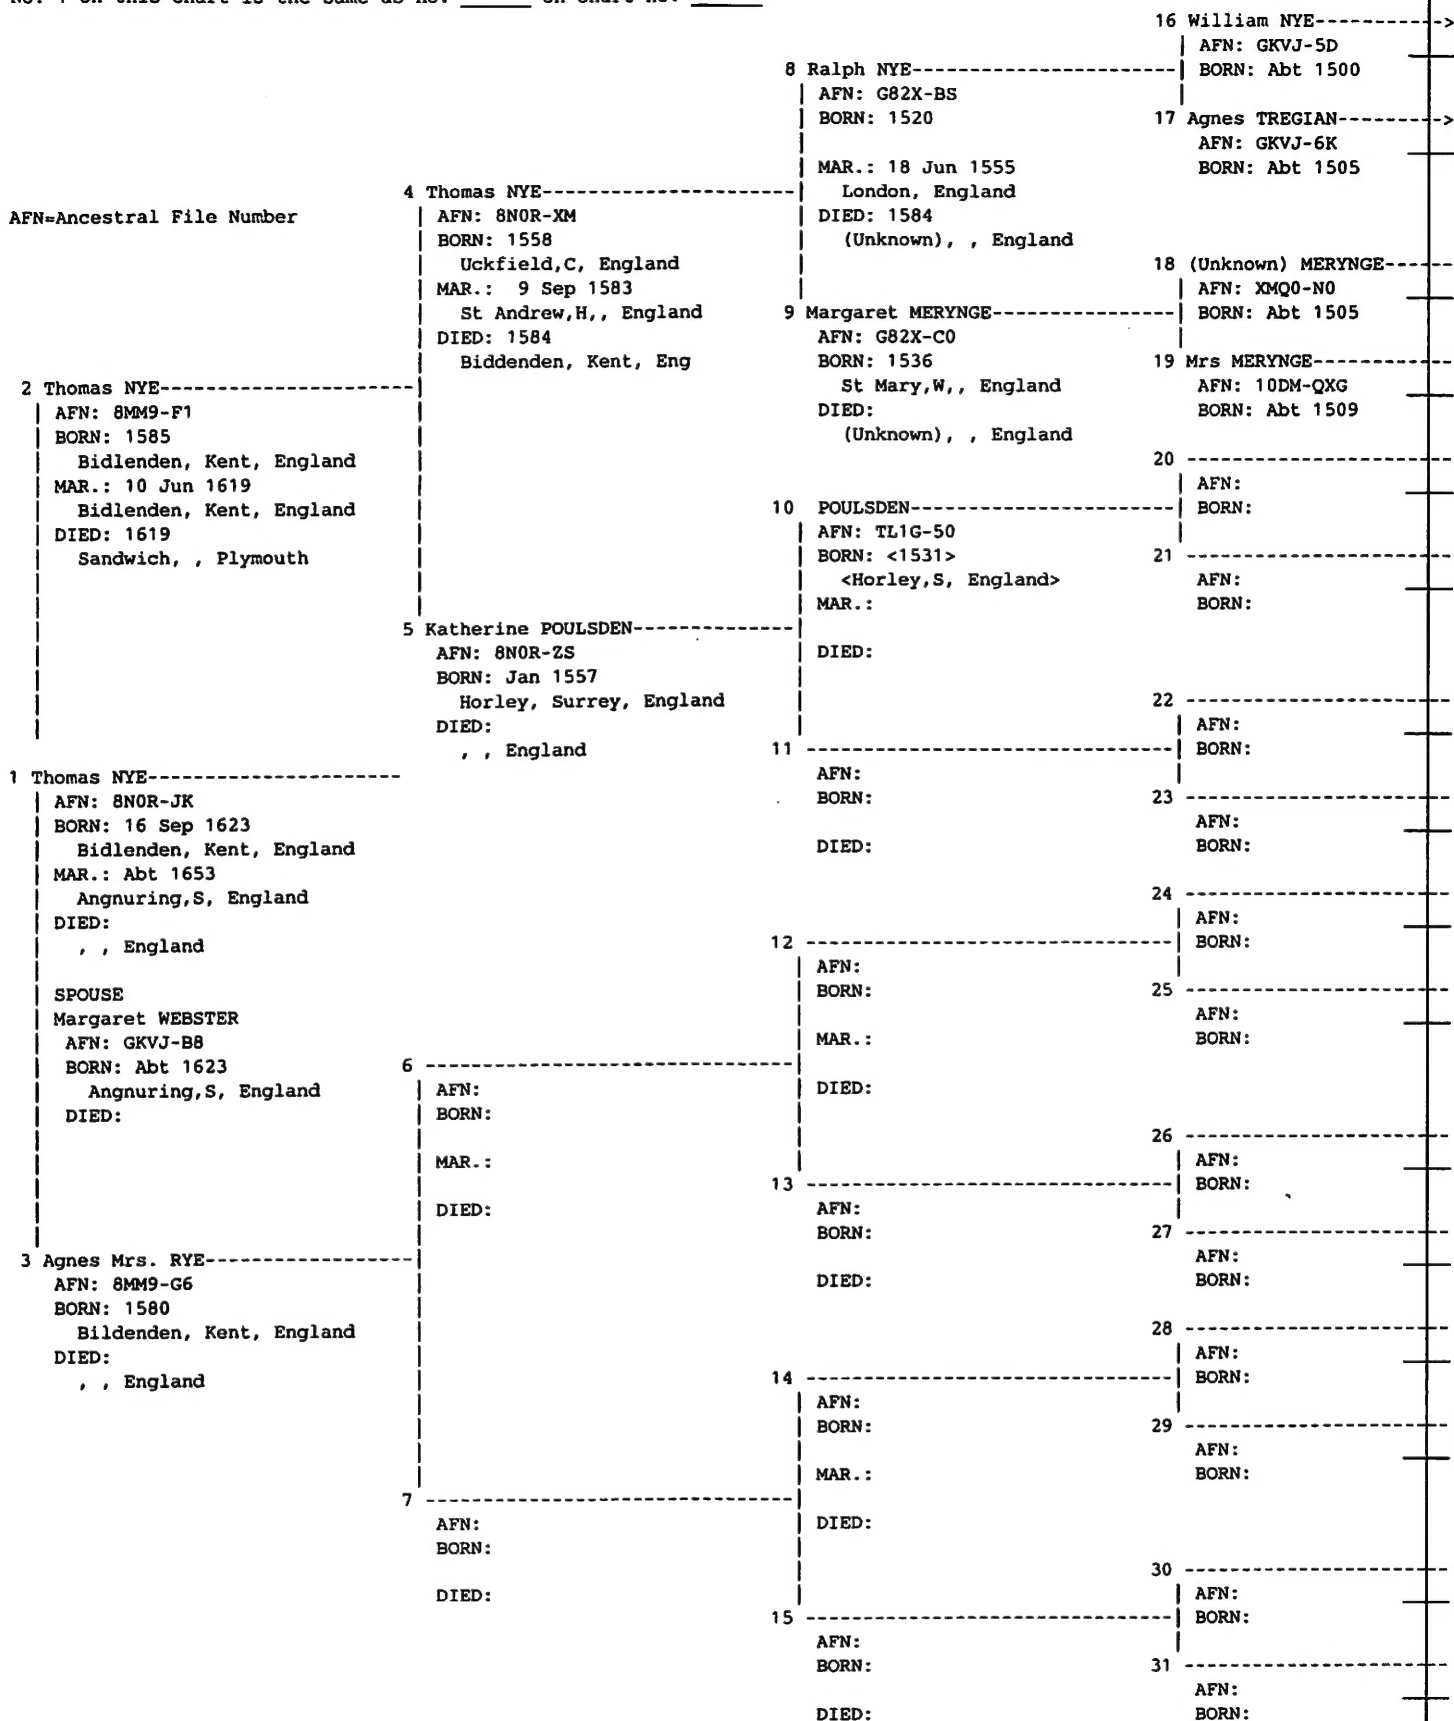 16 William NYE----------->
AFN: GKVJ-5D
BORN: Abt 1500
8 Ralph NYE
AFN: G82X-BS
BORN: 1520
MAR.: 18 Jun 1555
London, England
DIED: 1584
(Unknown), , England
17 Agnes TREGIAN--------->
AFN: GKVJ-6K
BORN: Abt 1505
4 Thomas NYE
AFN: 8N0R-XM
BORN: 1558
Uckfield,C, England
MAR.: 9 Sep 1583
St Andrew,H,, England
DIED: 1584
Biddenden, Kent, Eng
AFN=Ancestral File Number
18 (Unknown) MERYNGE
AFN: XMQ0-N0
BORN: Abt 1505
9 Margaret MERYNGE
AFN: G82X-C0
BORN: 1536
St Mary,W,, England
DIED:
(Unknown), , England
19 Mrs MERYNGE
AFN: 10DM-QXG
BORN: Abt 1509
2 Thomas NYE
AFN: 8MM9-F1
BORN: 1585
Bidlenden, Kent, England
MAR.: 10 Jun 1619
Bidlenden, Kent, England
DIED: 1619
Sandwich, , Plymouth
20
AFN:
BORN:
10 POULSDEN
AFN: TL1G-50
BORN: <1531>
<Horley,S, England>
MAR.:
DIED:
21
AFN:
BORN:
5 Katherine POULSDEN
AFN: 8N0R-ZS
BORN: Jan 1557
Horley, Surrey, England
DIED:
, , England
22
AFN:
BORN:
11
AFN:
BORN:
DIED:
23
AFN:
BORN:
1 Thomas NYE
AFN: 8N0R-JK
BORN: 16 Sep 1623
Bidlenden, Kent, England
MAR.: Abt 1653
Angnuring,S, England
DIED:
, , England
SPOUSE
Margaret WEBSTER
AFN: GKVJ-B8
BORN: Abt 1623
Angnuring,S, England
DIED:
24
AFN:
BORN:
12
AFN:
BORN:
MAR.:
DIED:
25
AFN:
BORN:
6
AFN:
BORN:
MAR.:
DIED:
26
AFN:
BORN:
13
AFN:
BORN:
DIED:
27
AFN:
BORN:
3 Agnes Mrs. RYE
AFN: 8MM9-G6
BORN: 1580
Bildenden, Kent, England
DIED:
, , England
28
AFN:
BORN:
14
AFN:
BORN:
MAR.:
DIED:
29
AFN:
BORN:
7
AFN:
BORN:
DIED:
30
AFN:
BORN:
15
AFN:
BORN:
DIED:
31
AFN:
BORN: